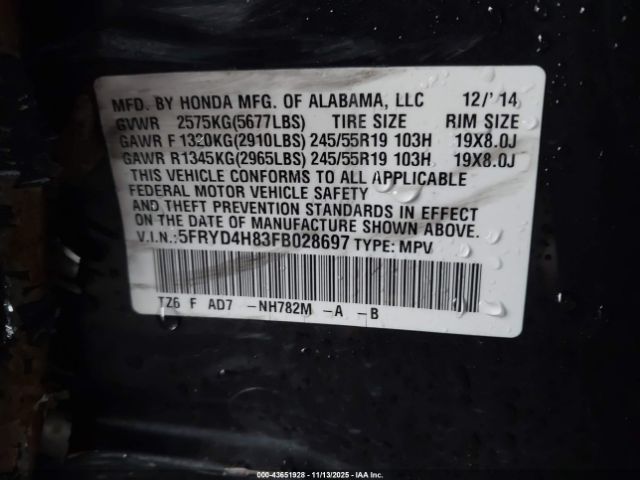 MFD. BY HONDA MFG. OF ALABAMA, LLC 12/'14
GVWR 2575KG(5677LBS) TIRE SIZE RIM SIZE
GAWR F 1320KG(2910LBS) 245/55R19 103H 19X8.0J
GAWR R1345KG(2965LBS) 245/55R19 103H 19X8.0J
THIS VEHICLE CONFORMS TO ALL APPLICABLE
FEDERAL MOTOR VEHICLE SAFETY
AND THEFT PREVENTION STANDARDS IN EFFECT
ON THE DATE OF MANUFACTURE SHOWN ABOVE.
V.I.N.:5FRYD4H83FB028697 TYPE: MPV
TZ6 F AD7 -NH782M -A -B
000-43651928 - 11/13/2025 - IAA Inc.